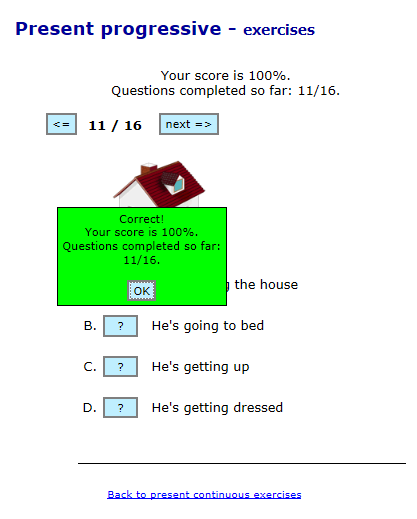 Present progressive - exercises
Your score is 100%.
Questions completed so far: 11/16.
<= 11 / 16 next =>
Correct!
Your score is 100%.
Questions completed so far:
11/16.
OK
the house
B. ? He's going to bed
C. ? He's getting up
D. ? He's getting dressed
Back to present continuous exercises